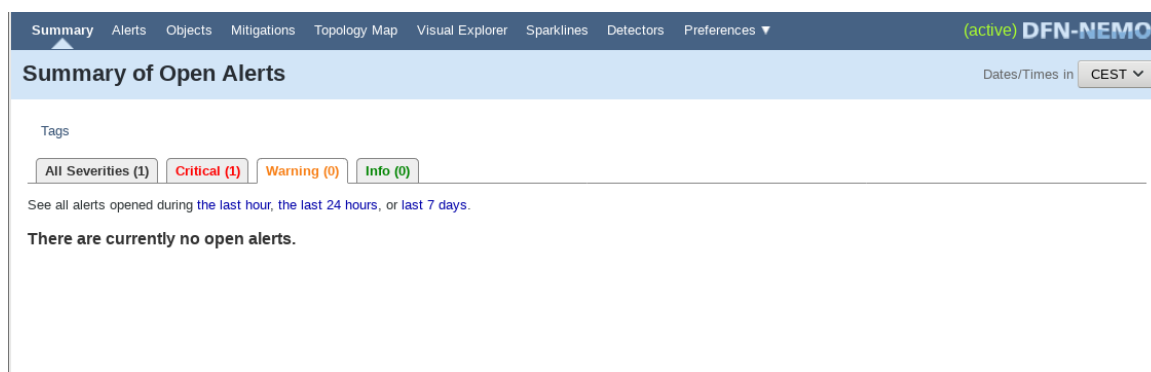 Summary Alerts Objects Mitigations Topology Map Visual Explorer Sparklines Detectors Preferences ▼ (active) DFN-NEMO
Summary of Open Alerts Dates/Times in CEST
Tags
All Severities (1) Critical (1) Warning (0) Info (0)
See all alerts opened during the last hour, the last 24 hours, or last 7 days.
There are currently no open alerts.